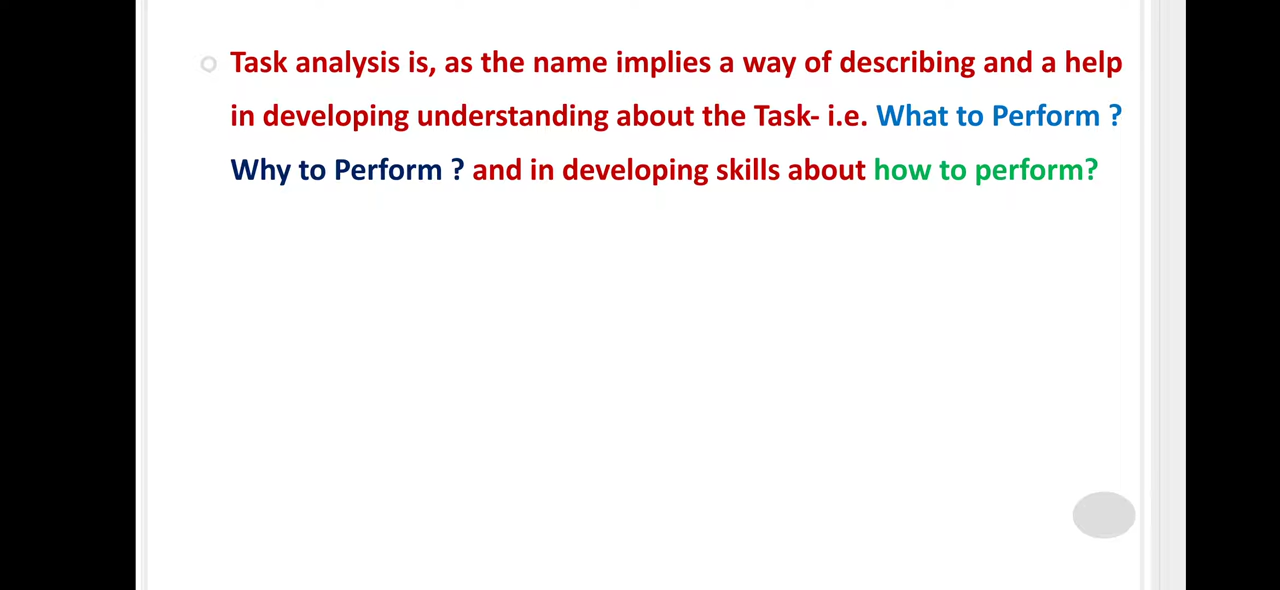 Task analysis is, as the name implies a way of describing and a help
in developing understanding about the Task- i.e. What to Perform ?
Why to Perform ? and in developing skills about how to perform?